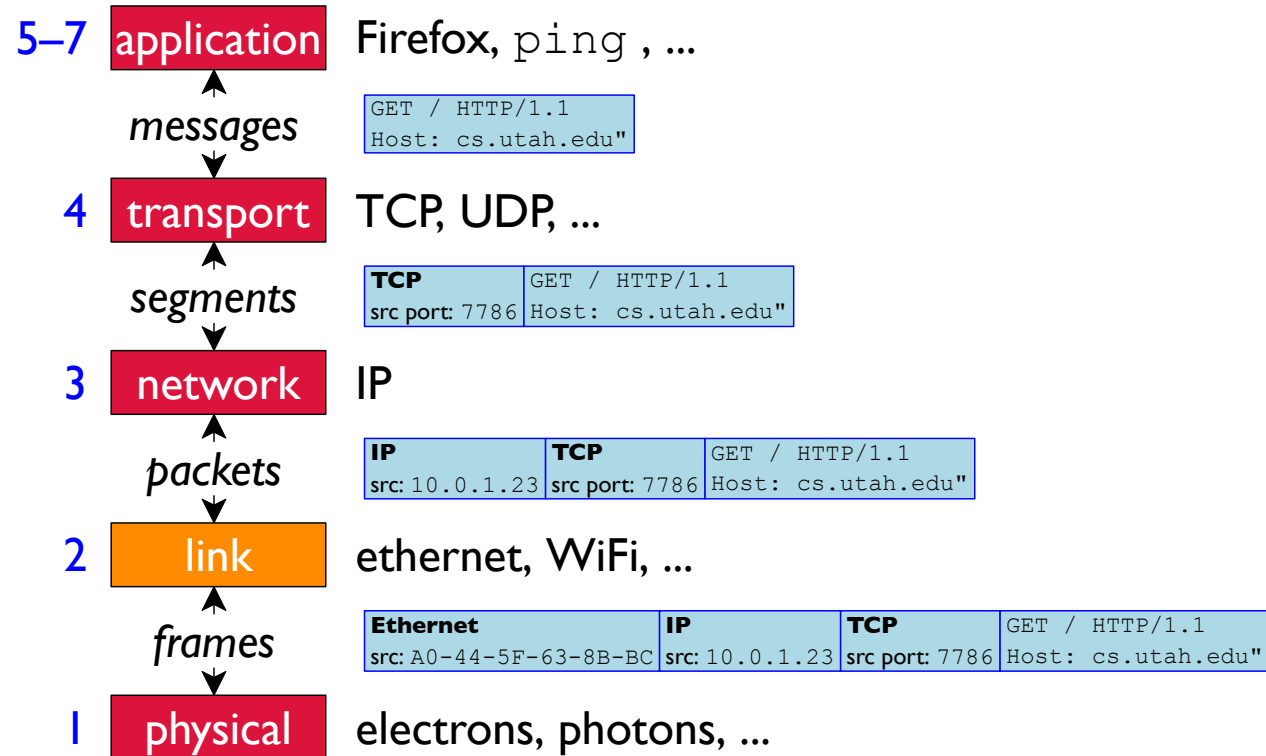 5–7 application Firefox, ping , ...
messages
GET / HTTP/1.1
Host: cs.utah.edu"
4 transport TCP, UDP, ...
segments
TCP GET / HTTP/1.1
src port: 7786 Host: cs.utah.edu"
3 network IP
packets
IP TCP GET / HTTP/1.1
src: 10.0.1.23 src port: 7786 Host: cs.utah.edu"
2 link ethernet, WiFi, ...
frames
Ethernet IP TCP GET / HTTP/1.1
src: A0-44-5F-63-8B-BC src: 10.0.1.23 src port: 7786 Host: cs.utah.edu"
1 physical electrons, photons, ...